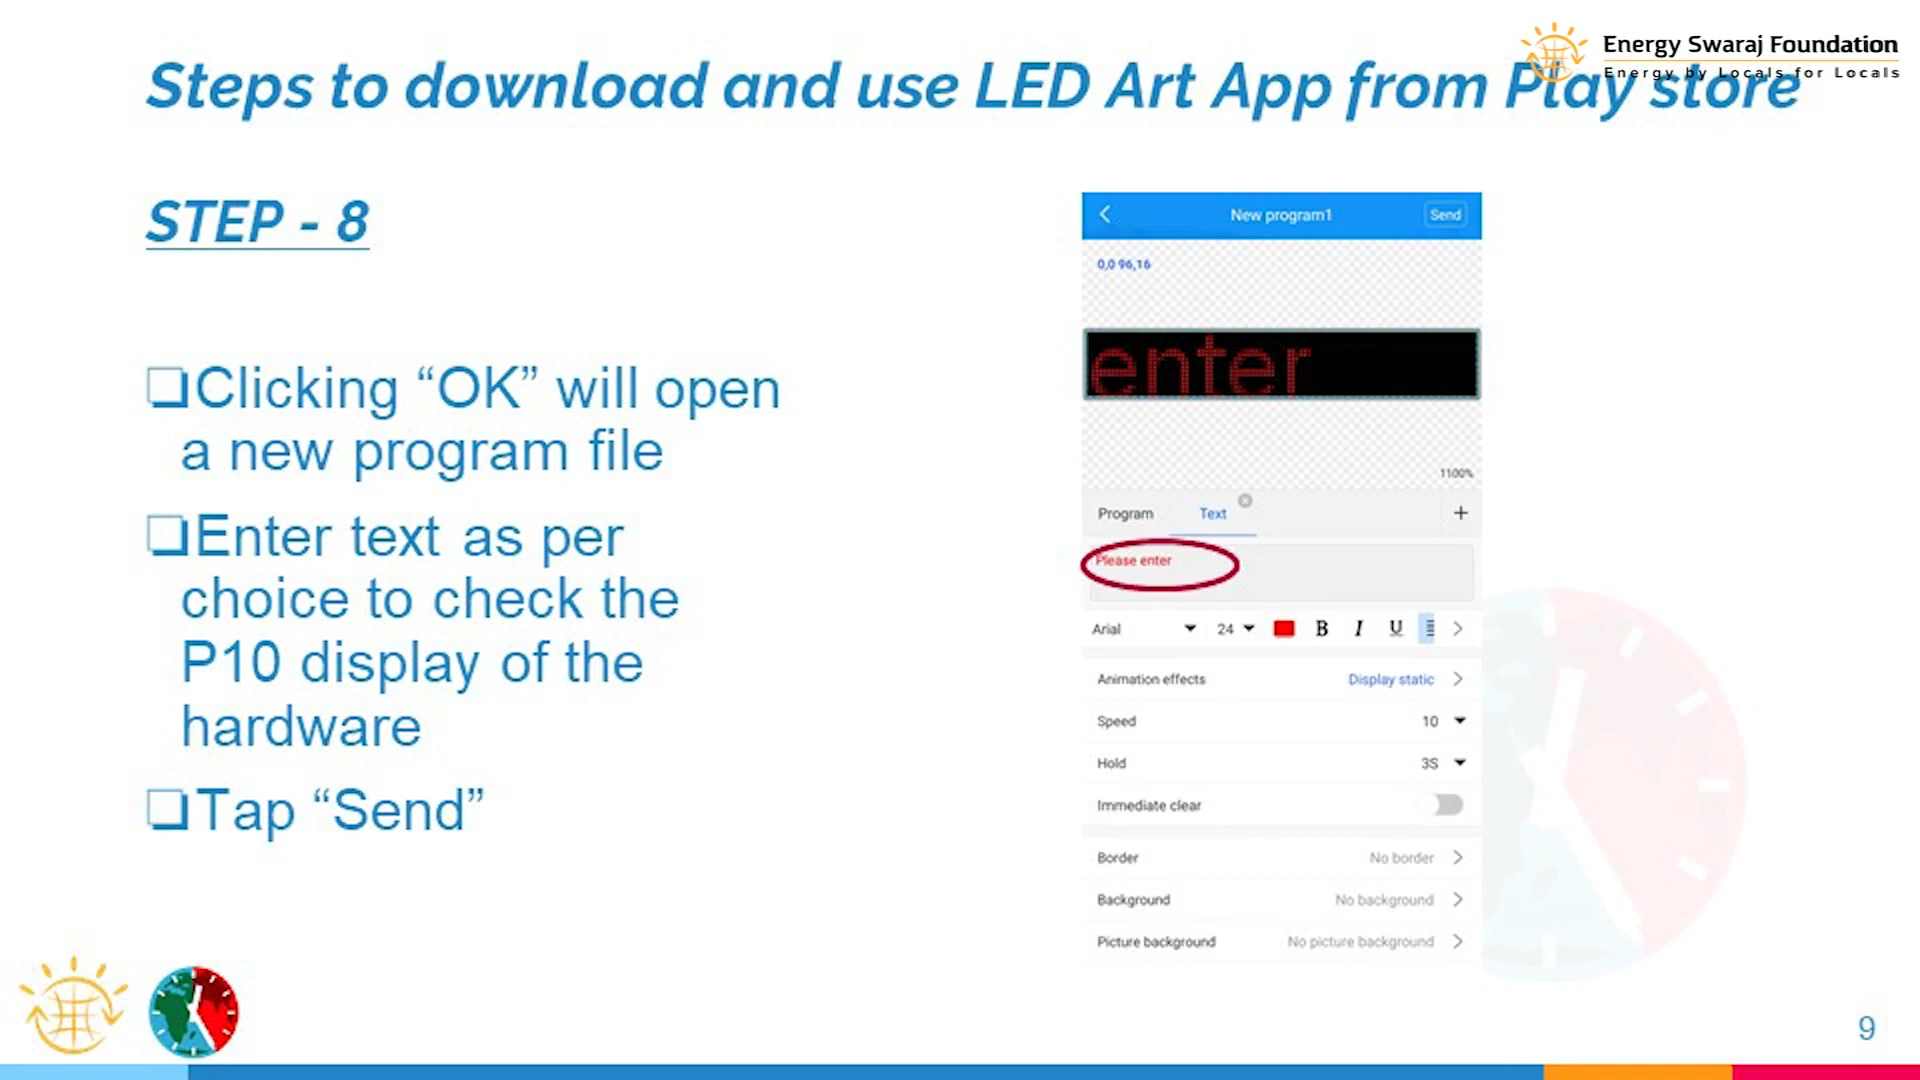 Energy Swaraj Foundation
Energy by Locals for Locals
Steps to download and use LED Art App from Play store
STEP - 8
❑Clicking “OK” will open
a new program file
❑Enter text as per
choice to check the
P10 display of the
hardware
❑Tap “Send”
New program1
Send
0,0 96,16
enter
1100%
Program
Text
+
Please enter
Arial
24
B I U
Animation effects
Display static
Speed
10
Hold
3S
Immediate clear
Border
No border
Background
No background
Picture background
No picture background
9